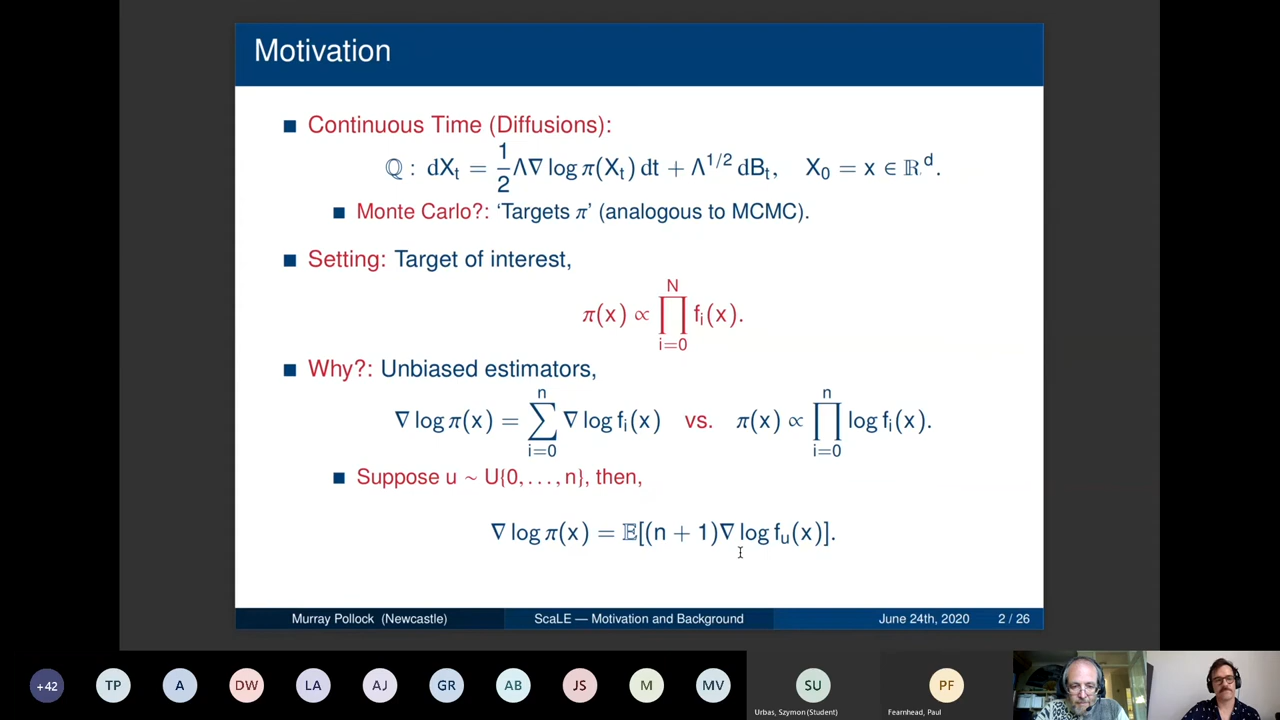 Motivation
Continuous Time (Diffusions):
ℚ : dX_t = 1/2 Λ∇ log π(X_t) dt + Λ^{1/2} dB_t, X_0 = x ∈ ℝ^d.
Monte Carlo?: ‘Targets π’ (analogous to MCMC).
Setting: Target of interest,
π(x) ∝ ∏_{i=0}^{N} f_i(x).
Why?: Unbiased estimators,
∇ log π(x) = ∑_{i=0}^{n} ∇ log f_i(x) vs. π(x) ∝ ∏_{i=0}^{n} log f_i(x).
Suppose u ~ U{0, . . . , n}, then,
∇ log π(x) = 𝔼[(n + 1)∇ log f_u(x)].
Murray Pollock (Newcastle) ScaLE — Motivation and Background June 24th, 2020 2 / 26
+42 TP A DW LA AJ GR AB JS M MV SU PF
Urbas, Szymon (Student) Fearnhead, Paul